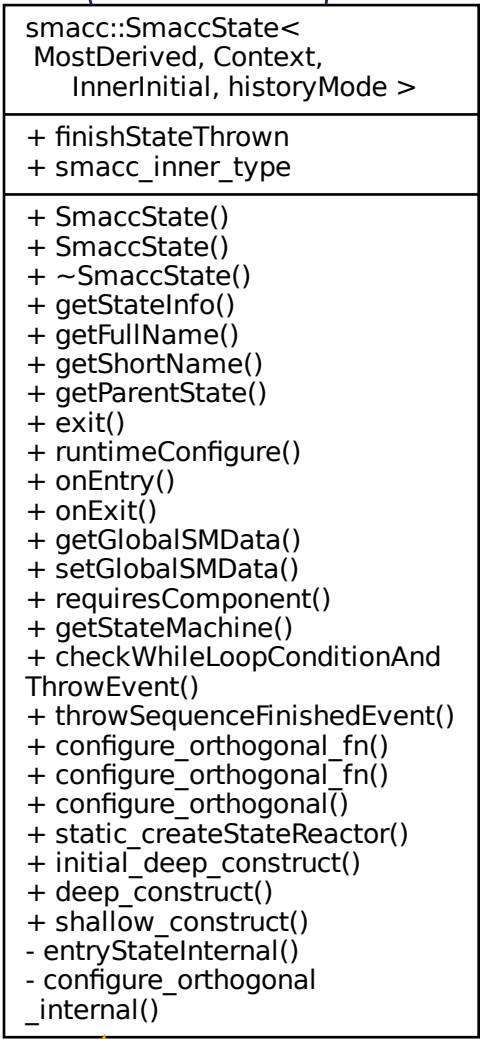 smacc::SmaccState<
MostDerived, Context,
InnerInitial, historyMode >
+ finishStateThrown
+ smacc_inner_type
+ SmaccState()
+ SmaccState()
+ ~SmaccState()
+ getStateInfo()
+ getFullName()
+ getShortName()
+ getParentState()
+ exit()
+ runtimeConfigure()
+ onEntry()
+ onExit()
+ getGlobalSMData()
+ setGlobalSMData()
+ requiresComponent()
+ getStateMachine()
+ checkWhileLoopConditionAnd
ThrowEvent()
+ throwSequenceFinishedEvent()
+ configure_orthogonal_fn()
+ configure_orthogonal_fn()
+ configure_orthogonal()
+ static_createStateReactor()
+ initial_deep_construct()
+ deep_construct()
+ shallow_construct()
- entryStateInternal()
- configure_orthogonal
_internal()